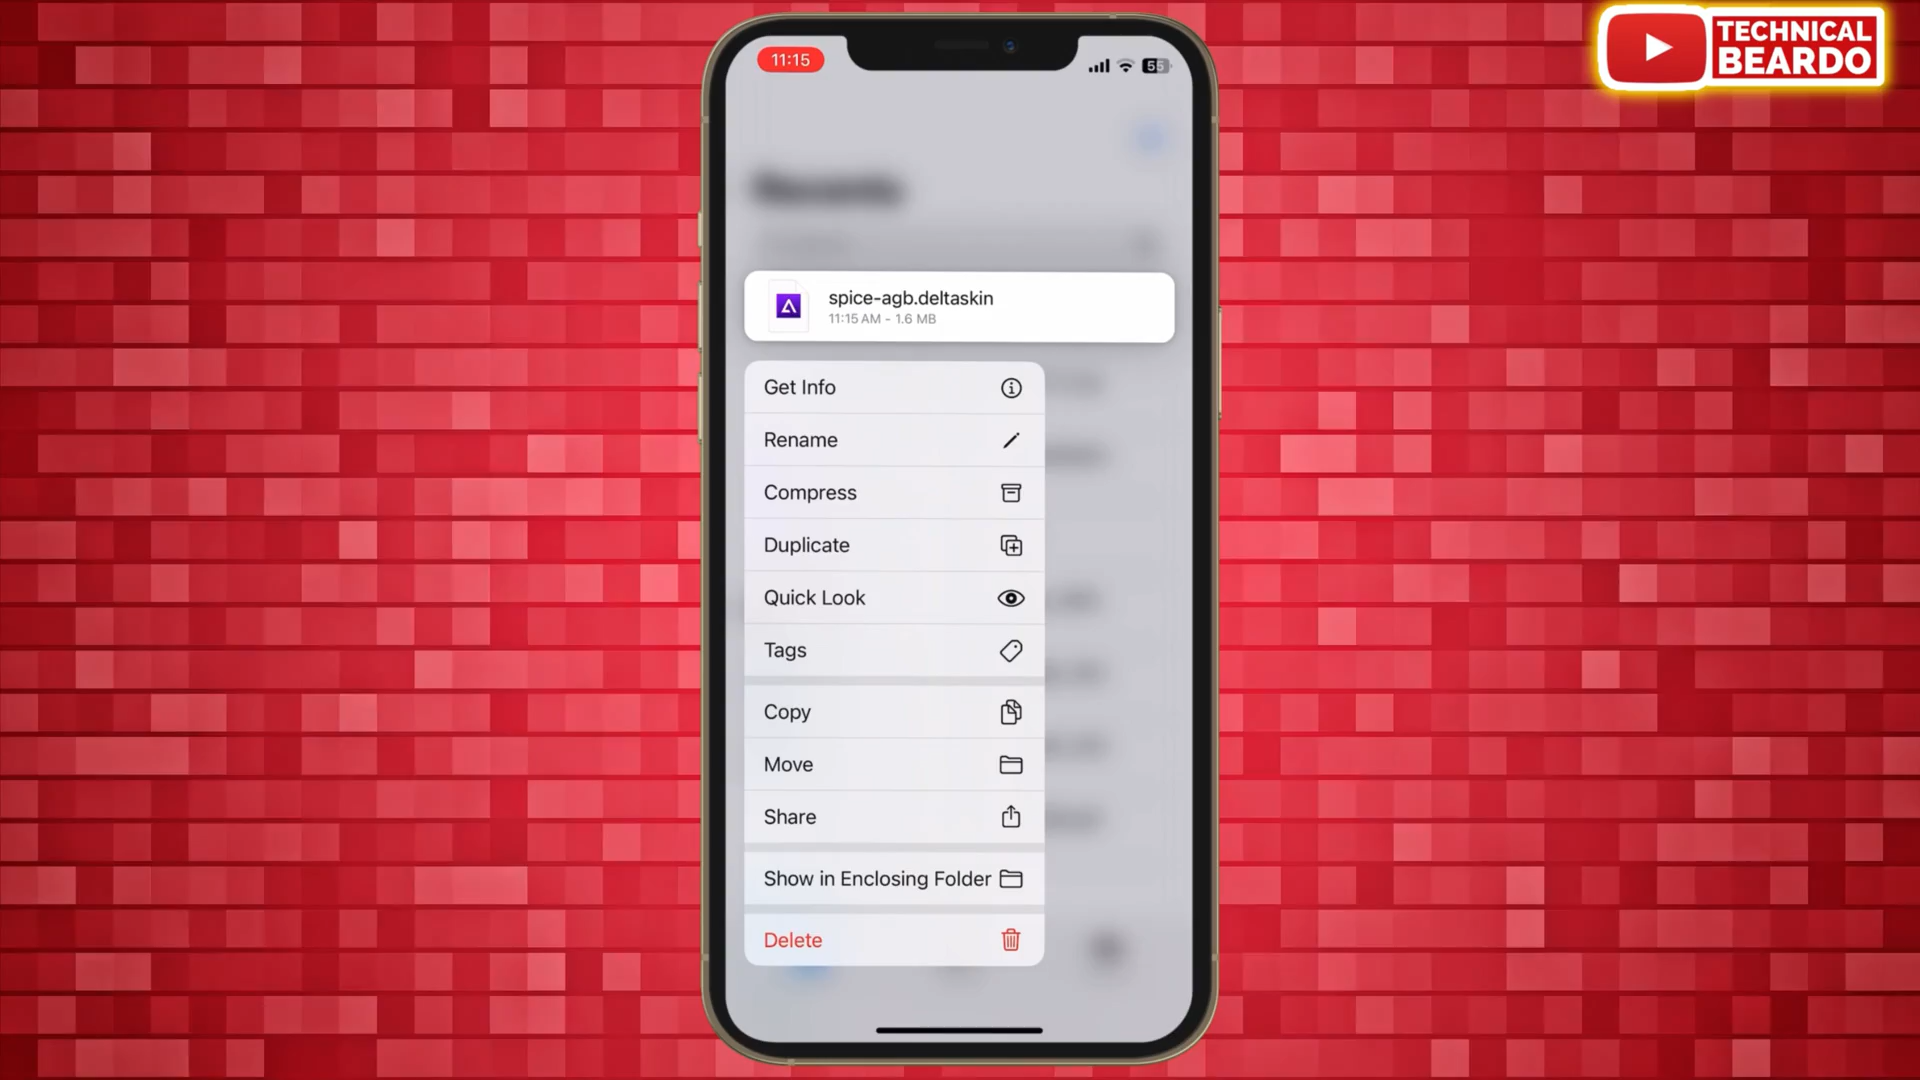 TECHNICAL
BEARDO
11:15
55
spice-agb.deltaskin
11:15 AM - 1.6 MB
Get Info
Rename
Compress
Duplicate
Quick Look
Tags
Copy
Move
Share
Show in Enclosing Folder
Delete